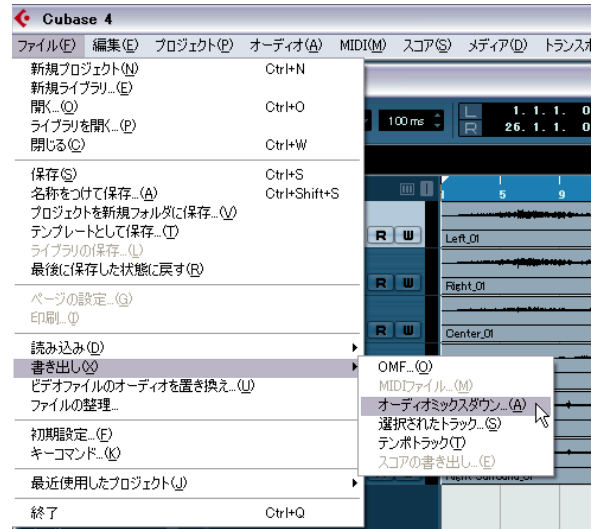 Cubase 4
ファイル(F) 編集(E) プロジェクト(P) オーディオ(A) MIDI(M) スコア(S) メディア(D) トランスポ
新規プロジェクト(N) Ctrl+N
新規ライブラリ...(E)
開く...(O) Ctrl+O
ライブラリを開く...(P)
閉じる(C) Ctrl+W
保存(S) Ctrl+S
名称をつけて保存...(A) Ctrl+Shift+S
プロジェクトを新規フォルダに保存...(V)
テンプレートとして保存...(T)
ライブラリの保存...(L)
最後に保存した状態に戻す(R)
ページの設定...(G)
印刷...(I)
読み込み(D)
書き出し(X)
ビデオファイルのオーディオを置き換え...(U)
ファイルの整理...
初期設定...(F)
キーコマンド...(K)
最近使用したプロジェクト(J)
終了 Ctrl+Q
OMF...(O)
MIDIファイル...(M)
オーディオミックスダウン...(A)
選択されたトラック...(S)
テンポトラック(T)
スコアの書き出し...(E)
100 ms
L 1. 1. 1. 0
R 26. 1. 1. 0
1 5 9
R W
Left_01
R W
Right_01
R W
Center_01